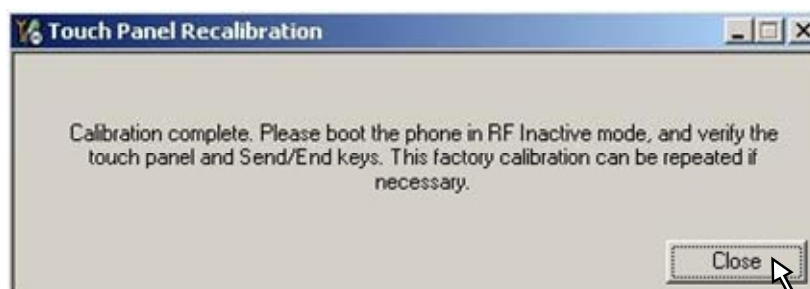 Touch Panel Recalibration
Calibration complete. Please boot the phone in RF Inactive mode, and verify the
touch panel and Send/End keys. This factory calibration can be repeated if
necessary.
Close